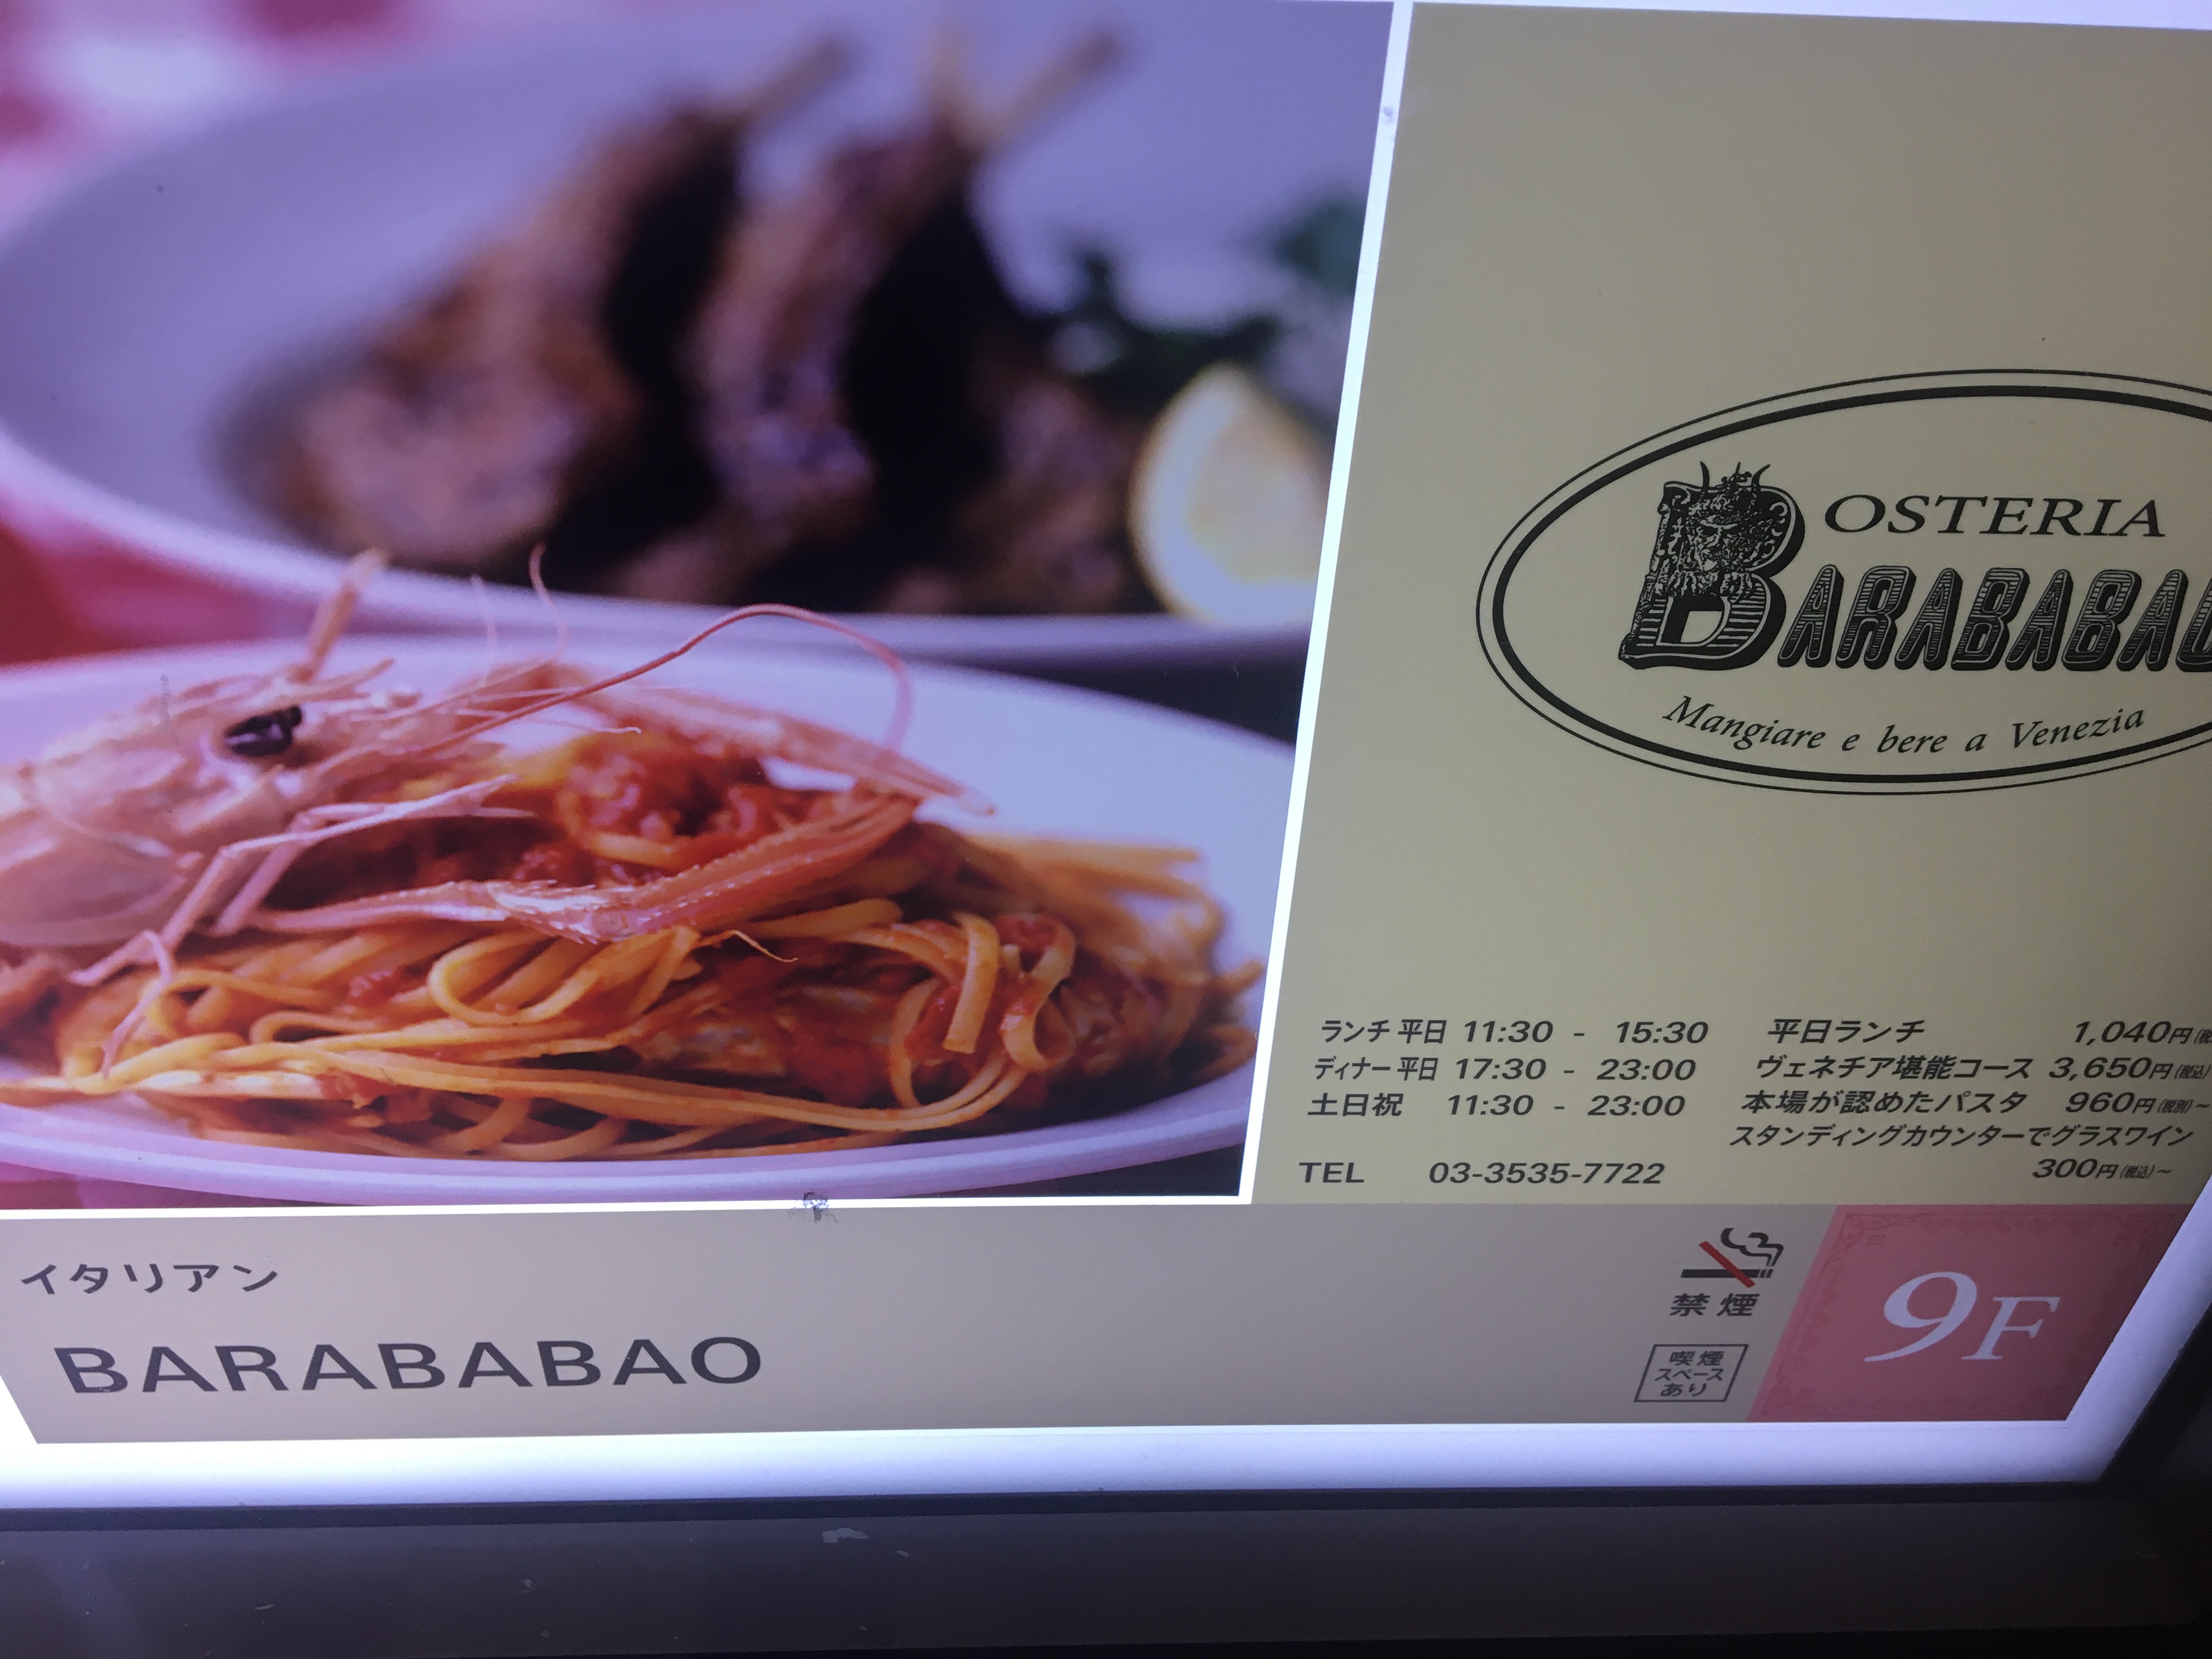 OSTERIA
BARABABAO
Mangiare e bere a Venezia
ランチ 平日 11:30 - 15:30
ディナー 平日 17:30 - 23:00
土日祝 11:30 - 23:00
TEL 03-3535-7722
平日ランチ 1,040円
ヴェネチア堪能コース 3,650円(税込)
本場が認めたパスタ 960円(税別)~
スタンディングカウンターでグラスワイン
300円(税込)~
イタリアン
BARABABAO
禁煙
喫煙
スペース
あり
9F